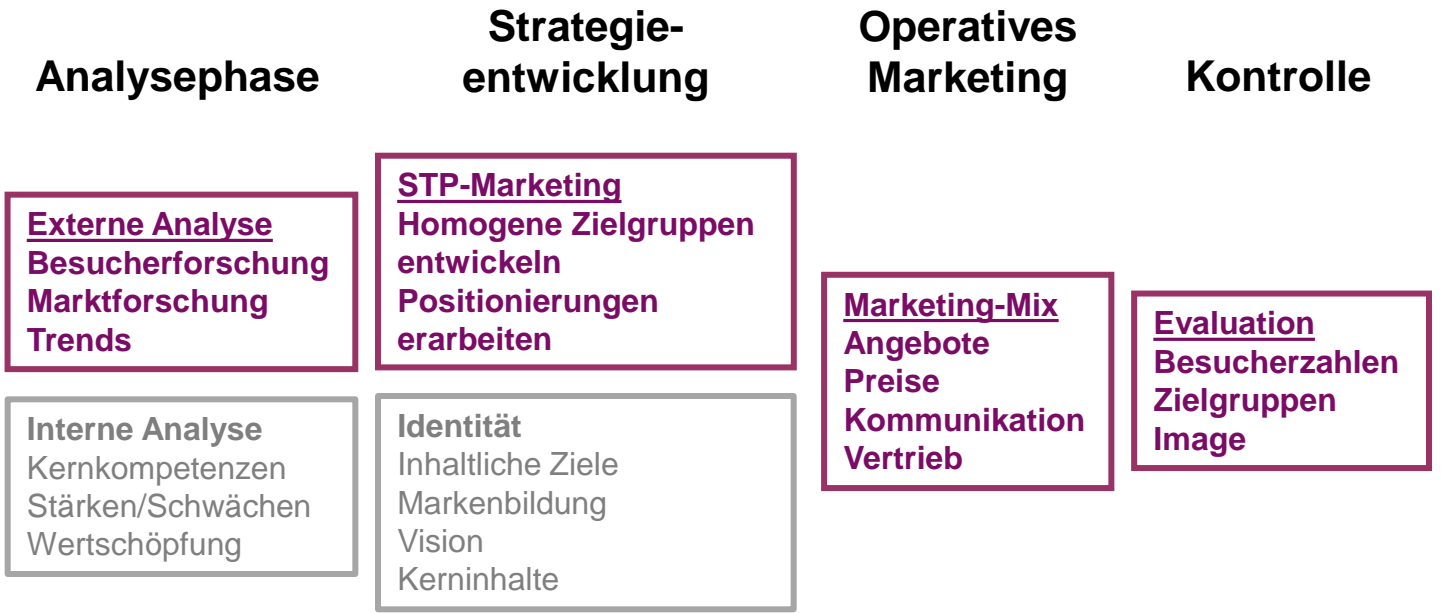 Analysephase
Strategie-
entwicklung
Operatives
Marketing
Kontrolle
Externe Analyse
Besucherforschung
Marktforschung
Trends
Interne Analyse
Kernkompetenzen
Stärken/Schwächen
Wertschöpfung
STP-Marketing
Homogene Zielgruppen
entwickeln
Positionierungen
erarbeiten
Identität
Inhaltliche Ziele
Markenbildung
Vision
Kerninhalte
Marketing-Mix
Angebote
Preise
Kommunikation
Vertrieb
Evaluation
Besucherzahlen
Zielgruppen
Image